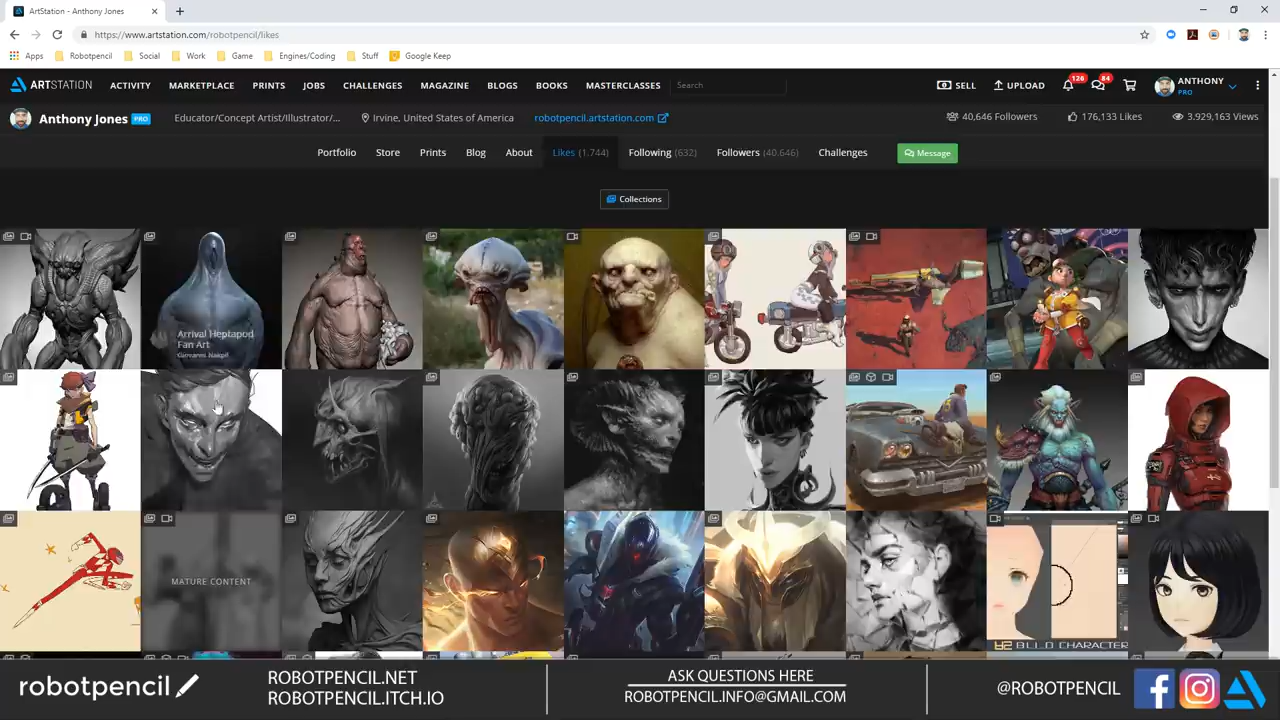 ArtStation - Anthony Jones
https://www.artstation.com/robotpencil/likes
Apps Robotpencil Social Work Game Engines/Coding Stuff Google Keep
ARTSTATION ACTIVITY MARKETPLACE PRINTS JOBS CHALLENGES MAGAZINE BLOGS BOOKS MASTERCLASSES Search SELL UPLOAD 126 84 ANTHONY
PRO
Anthony Jones PRO Educator/Concept Artist/Illustrator/... Irvine, United States of America robotpencil.artstation.com 40,646 Followers 176,133 Likes 3,929,163 Views
Portfolio Store Prints Blog About Likes (1,744) Following (632) Followers (40,646) Challenges Message
Collections
Arrival Heptapod
Fan Art
Giovanni Nakpil
MATURE CONTENT
CHARACTER
robotpencil
ROBOTPENCIL.NET
ROBOTPENCIL.ITCH.IO
ASK QUESTIONS HERE
ROBOTPENCIL.INFO@GMAIL.COM
@ROBOTPENCIL